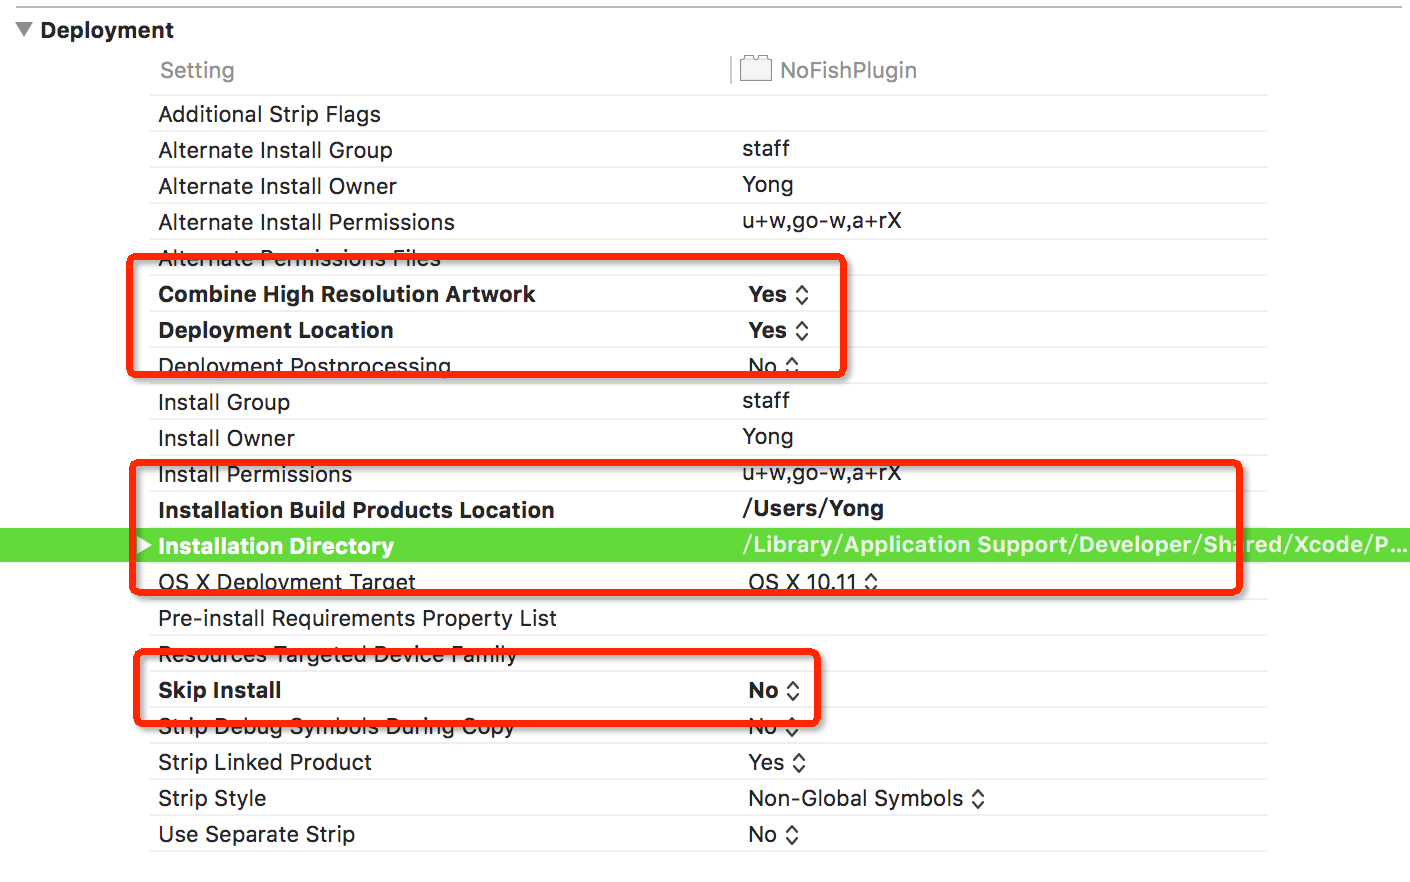 Deployment
Setting NoFishPlugin
Additional Strip Flags
Alternate Install Group staff
Alternate Install Owner Yong
Alternate Install Permissions u+w,go-w,a+rX
Alternate Permissions Files
Combine High Resolution Artwork Yes
Deployment Location Yes
Deployment Postprocessing No
Install Group staff
Install Owner Yong
Install Permissions u+w,go-w,a+rX
Installation Build Products Location /Users/Yong
Installation Directory /Library/Application Support/Developer/Shared/Xcode/P...
OS X Deployment Target OS X 10.11
Pre-install Requirements Property List
Resources Targeted Device Family
Skip Install No
Strip Debug Symbols During Copy No
Strip Linked Product Yes
Strip Style Non-Global Symbols
Use Separate Strip No